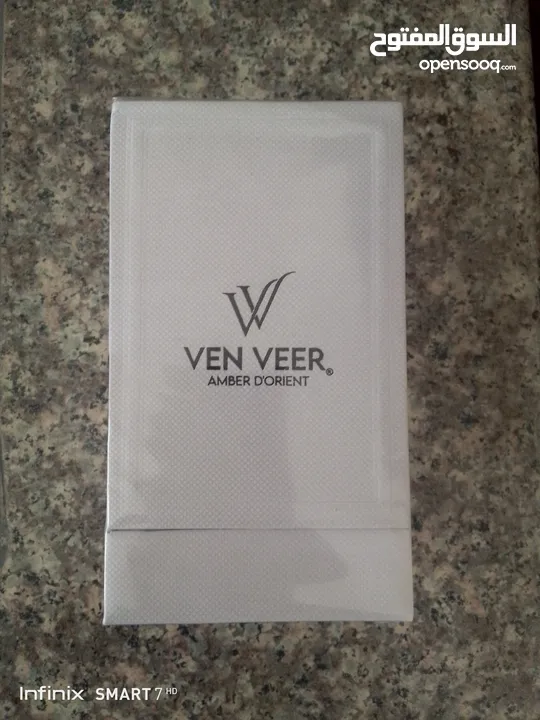 السوق المفتوح
opensooq.com
VEN VEER®
AMBER D'ORIENT
Infinix SMART 7 HD